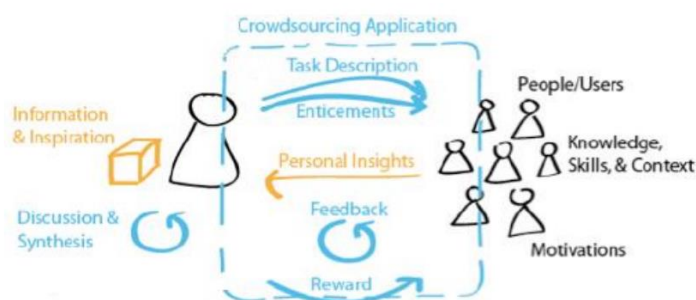 Crowdsourcing Application
Task Description
Enticements
People/Users
Information
& Inspiration
Personal Insights
Knowledge,
Skills, & Context
Discussion &
Synthesis
Feedback
Motivations
Reward